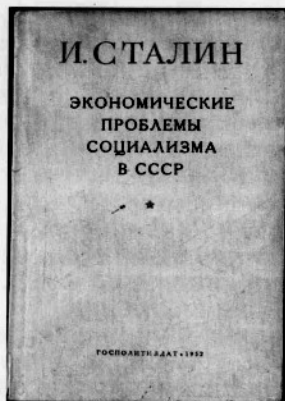 И. СТАЛИН
ЭКОНОМИЧЕСКИЕ
ПРОБЛЕМЫ
СОЦИАЛИЗМА
В СССР
★
ГОСПОЛИТИЗДАТ • 1952